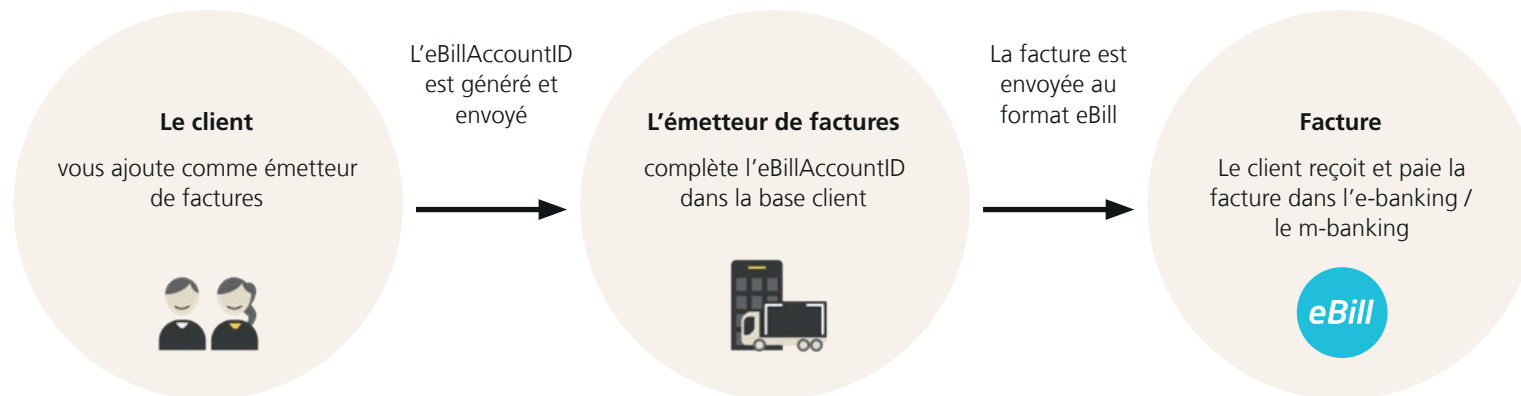 Le client
vous ajoute comme émetteur
de factures
L'eBillAccountID
est généré et
envoyé
L'émetteur de factures
complète l'eBillAccountID
dans la base client
La facture est
envoyée au
format eBill
Facture
Le client reçoit et paie la
facture dans l'e-banking /
le m-banking
eBill